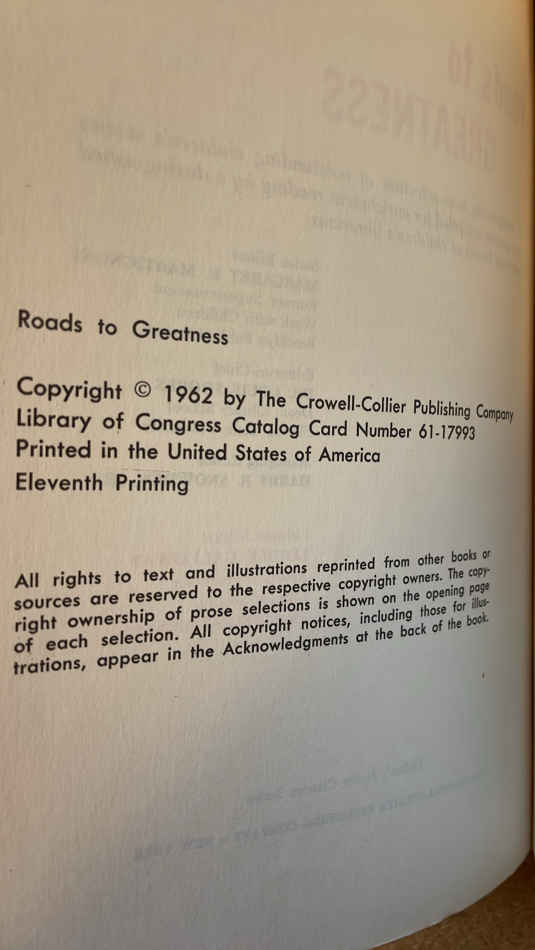 Roads to Greatness
Copyright © 1962 by The Crowell-Collier Publishing Company
Library of Congress Catalog Card Number 61-17993
Printed in the United States of America
Eleventh Printing
All rights to text and illustrations reprinted from other books or
sources are reserved to the respective copyright owners. The copy-
right ownership of prose selections is shown on the opening page
of each selection. All copyright notices, including those for illus-
trations, appear in the Acknowledgments at the back of the book.